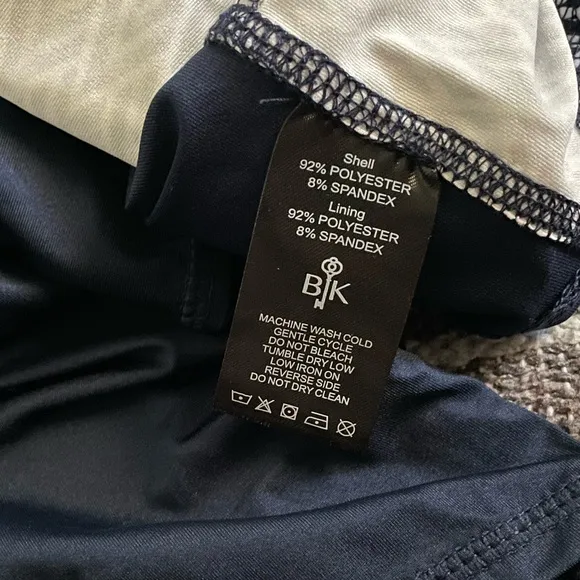 Shell
92% POLYESTER
8% SPANDEX
Lining
92% POLYESTER
8% SPANDEX
BJK
MACHINE WASH COLD
GENTLE CYCLE
DO NOT BLEACH
TUMBLE DRY LOW
LOW IRON ON
REVERSE SIDE
DO NOT DRY CLEAN